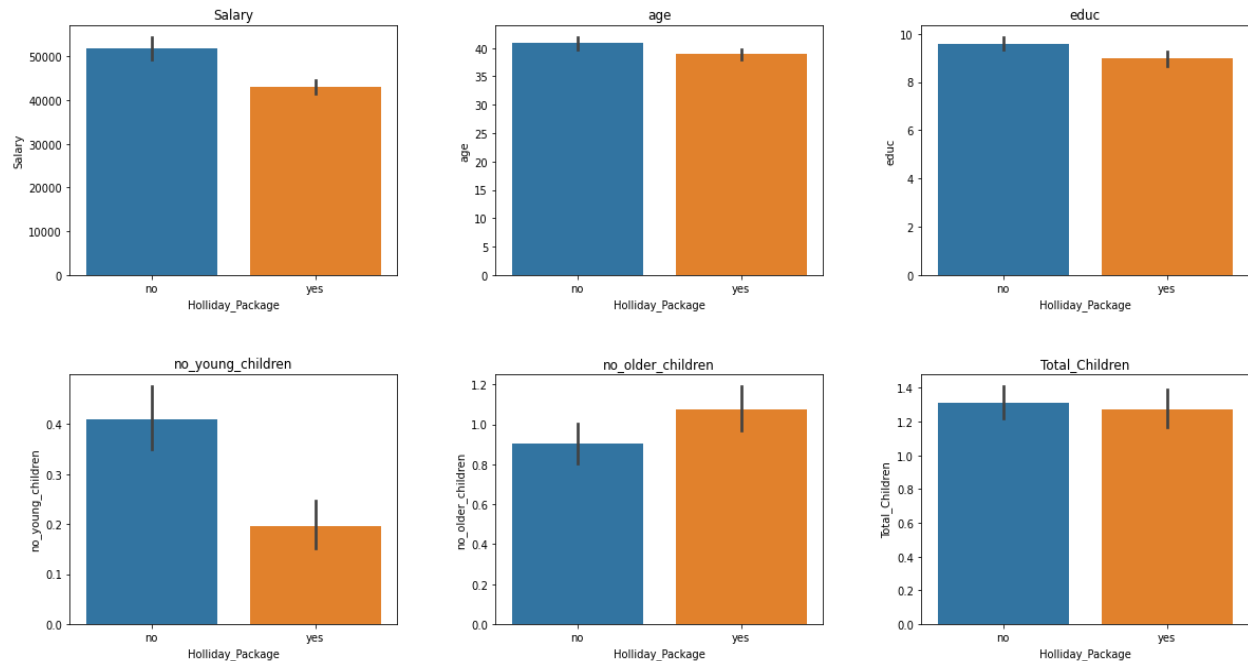 Salary
50000
40000
30000
20000
10000
0
Salary
no
yes
Holliday_Package
age
40
35
30
25
20
15
10
5
0
age
no
yes
Holliday_Package
educ
10
8
6
4
2
0
educ
no
yes
Holliday_Package
no_young_children
0.4
0.3
0.2
0.1
0.0
no_young_children
no
yes
Holliday_Package
no_older_children
1.2
1.0
0.8
0.6
0.4
0.2
0.0
no_older_children
no
yes
Holliday_Package
Total_Children
1.4
1.2
1.0
0.8
0.6
0.4
0.2
0.0
Total_Children
no
yes
Holliday_Package